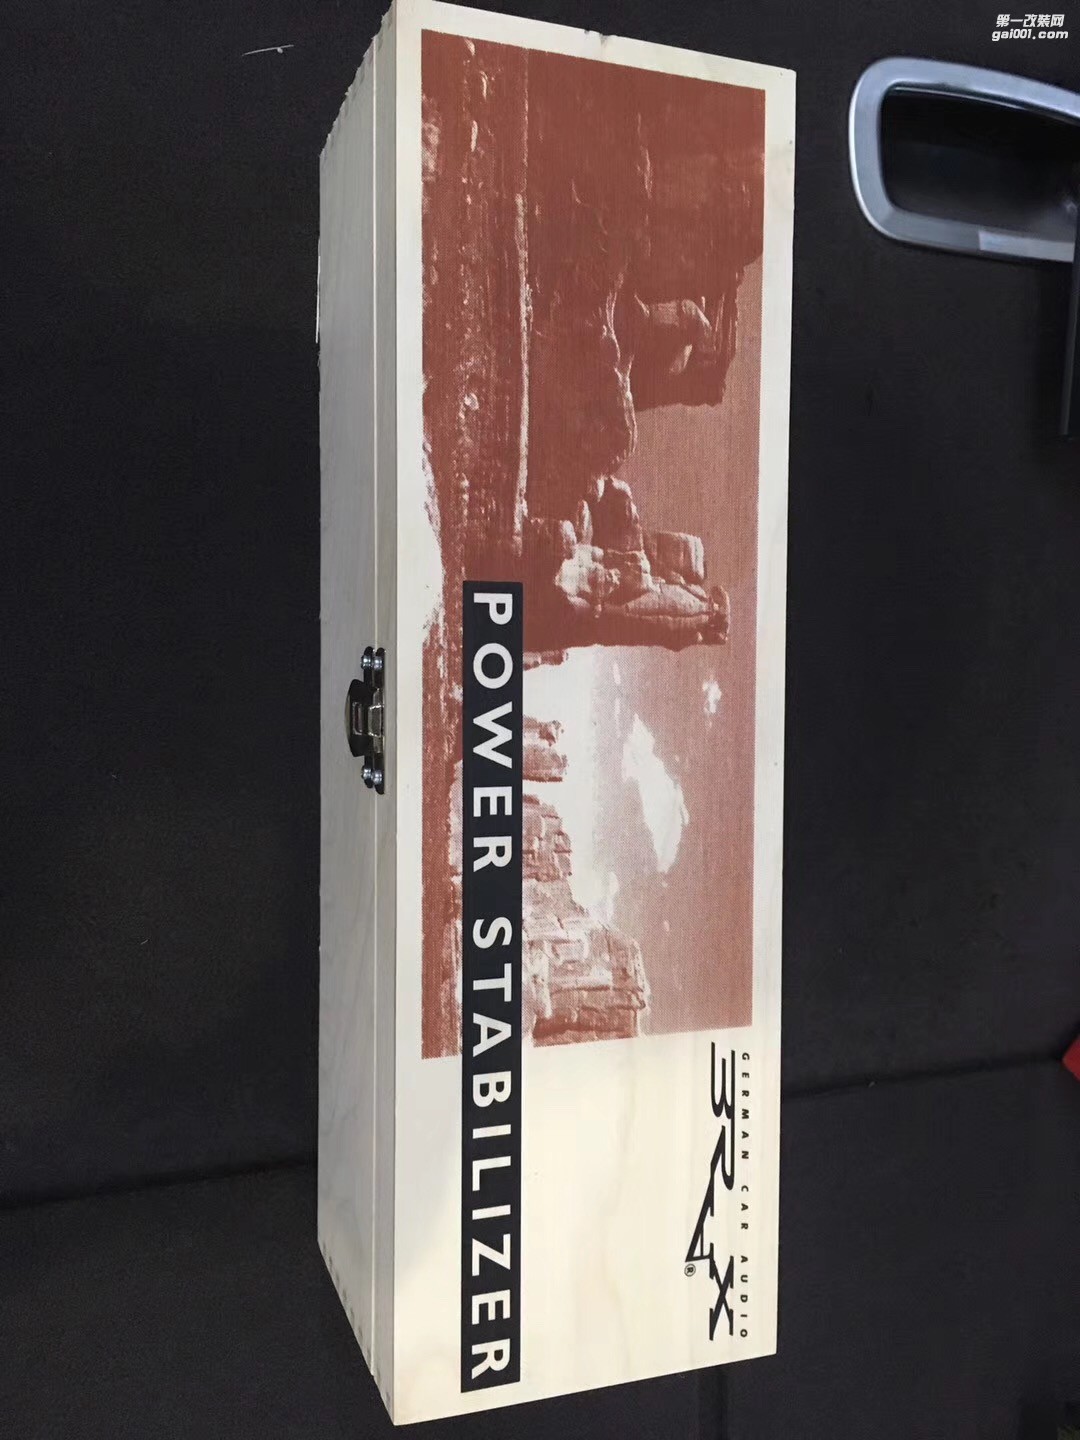 第一改装网
gai001.com
GERMAN CAR AUDIO
BRAX®
POWER STABILIZER